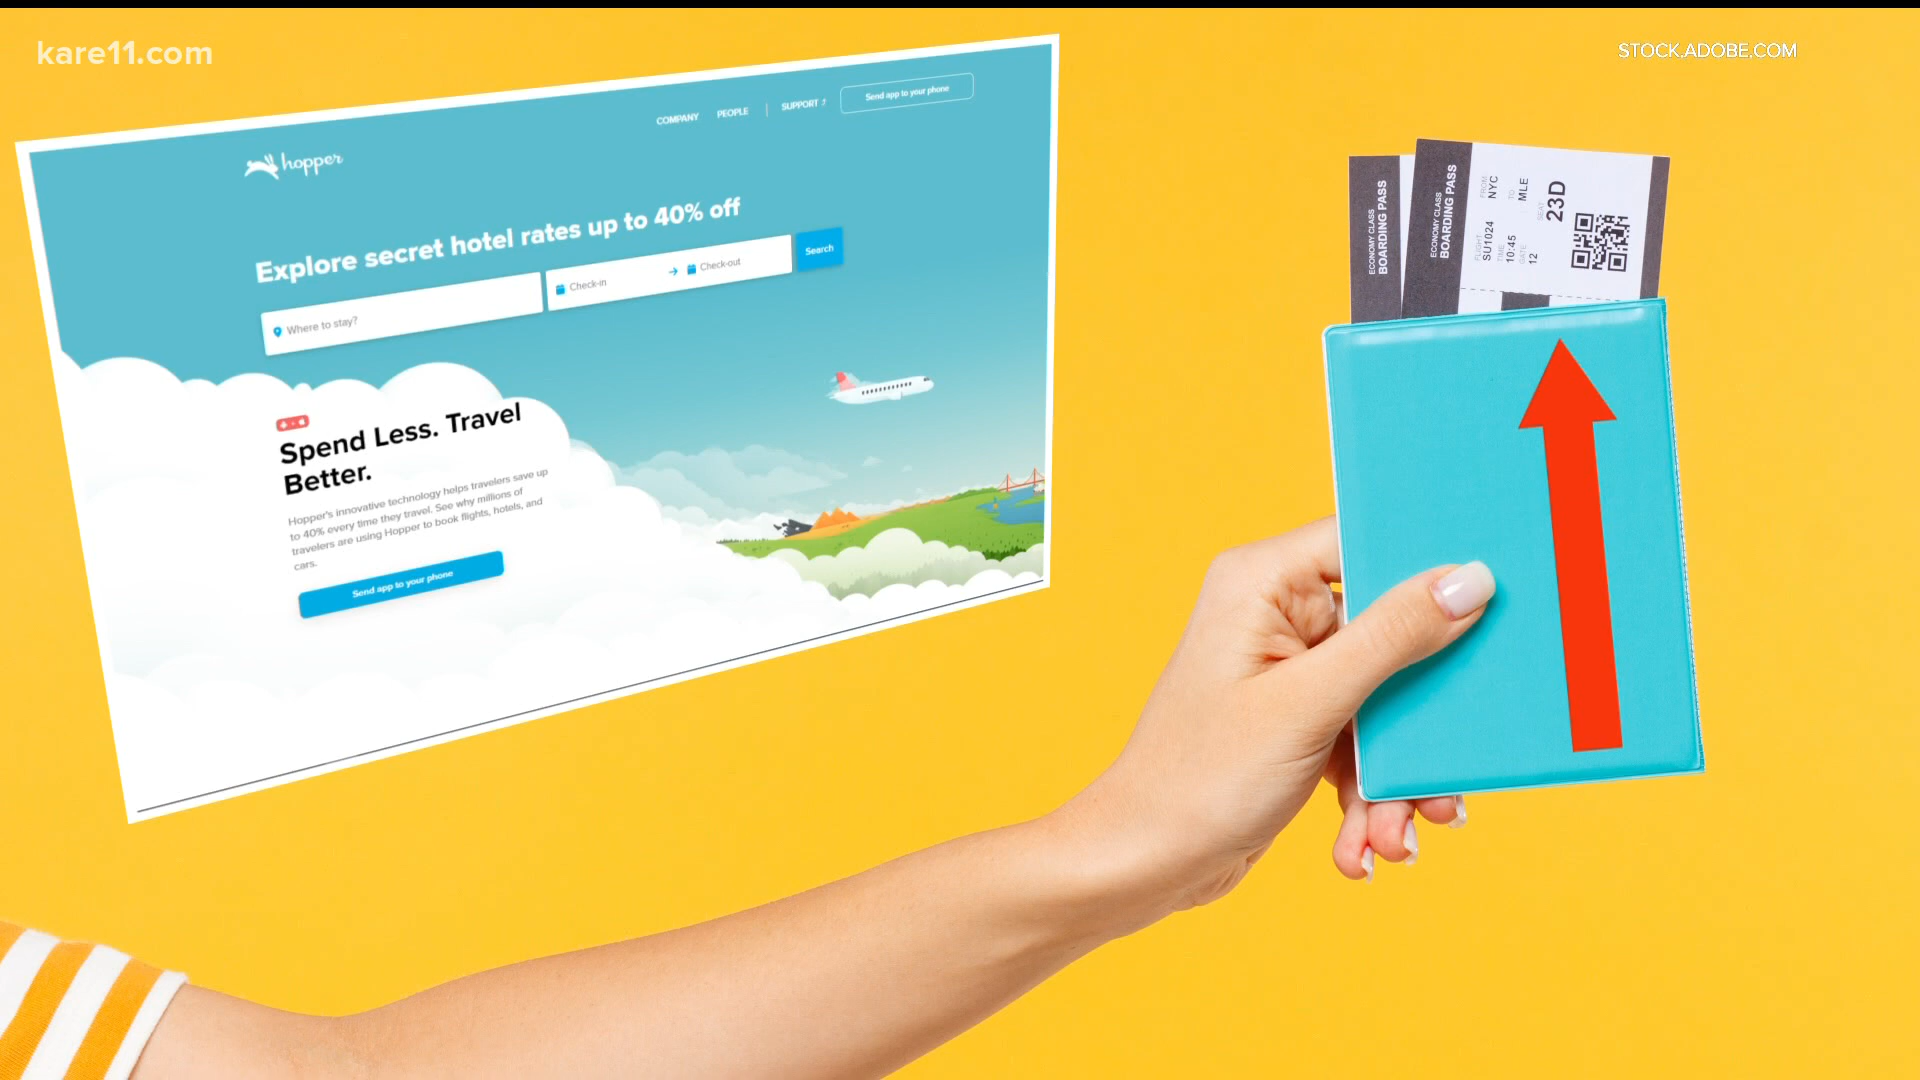 kare11.com
STOCK.ADOBE.COM
COMPANY
PEOPLE
SUPPORT
Send app to your phone
hopper
Explore secret hotel rates up to 40% off
Where to stay?
Check-in
Check-out
Search
Spend Less. Travel
Better.
Hopper's innovative technology helps travelers save up
to 40% every time they travel. See why millions of
travelers are using Hopper to book flights, hotels, and
cars.
Send app to your phone
ECONOMY CLASS
BOARDING PASS
ECONOMY CLASS
BOARDING PASS
FROM
NYC
TO
MLE
SEAT
23D
FLIGHT
SU1024
TIME
10:45
GATE
12